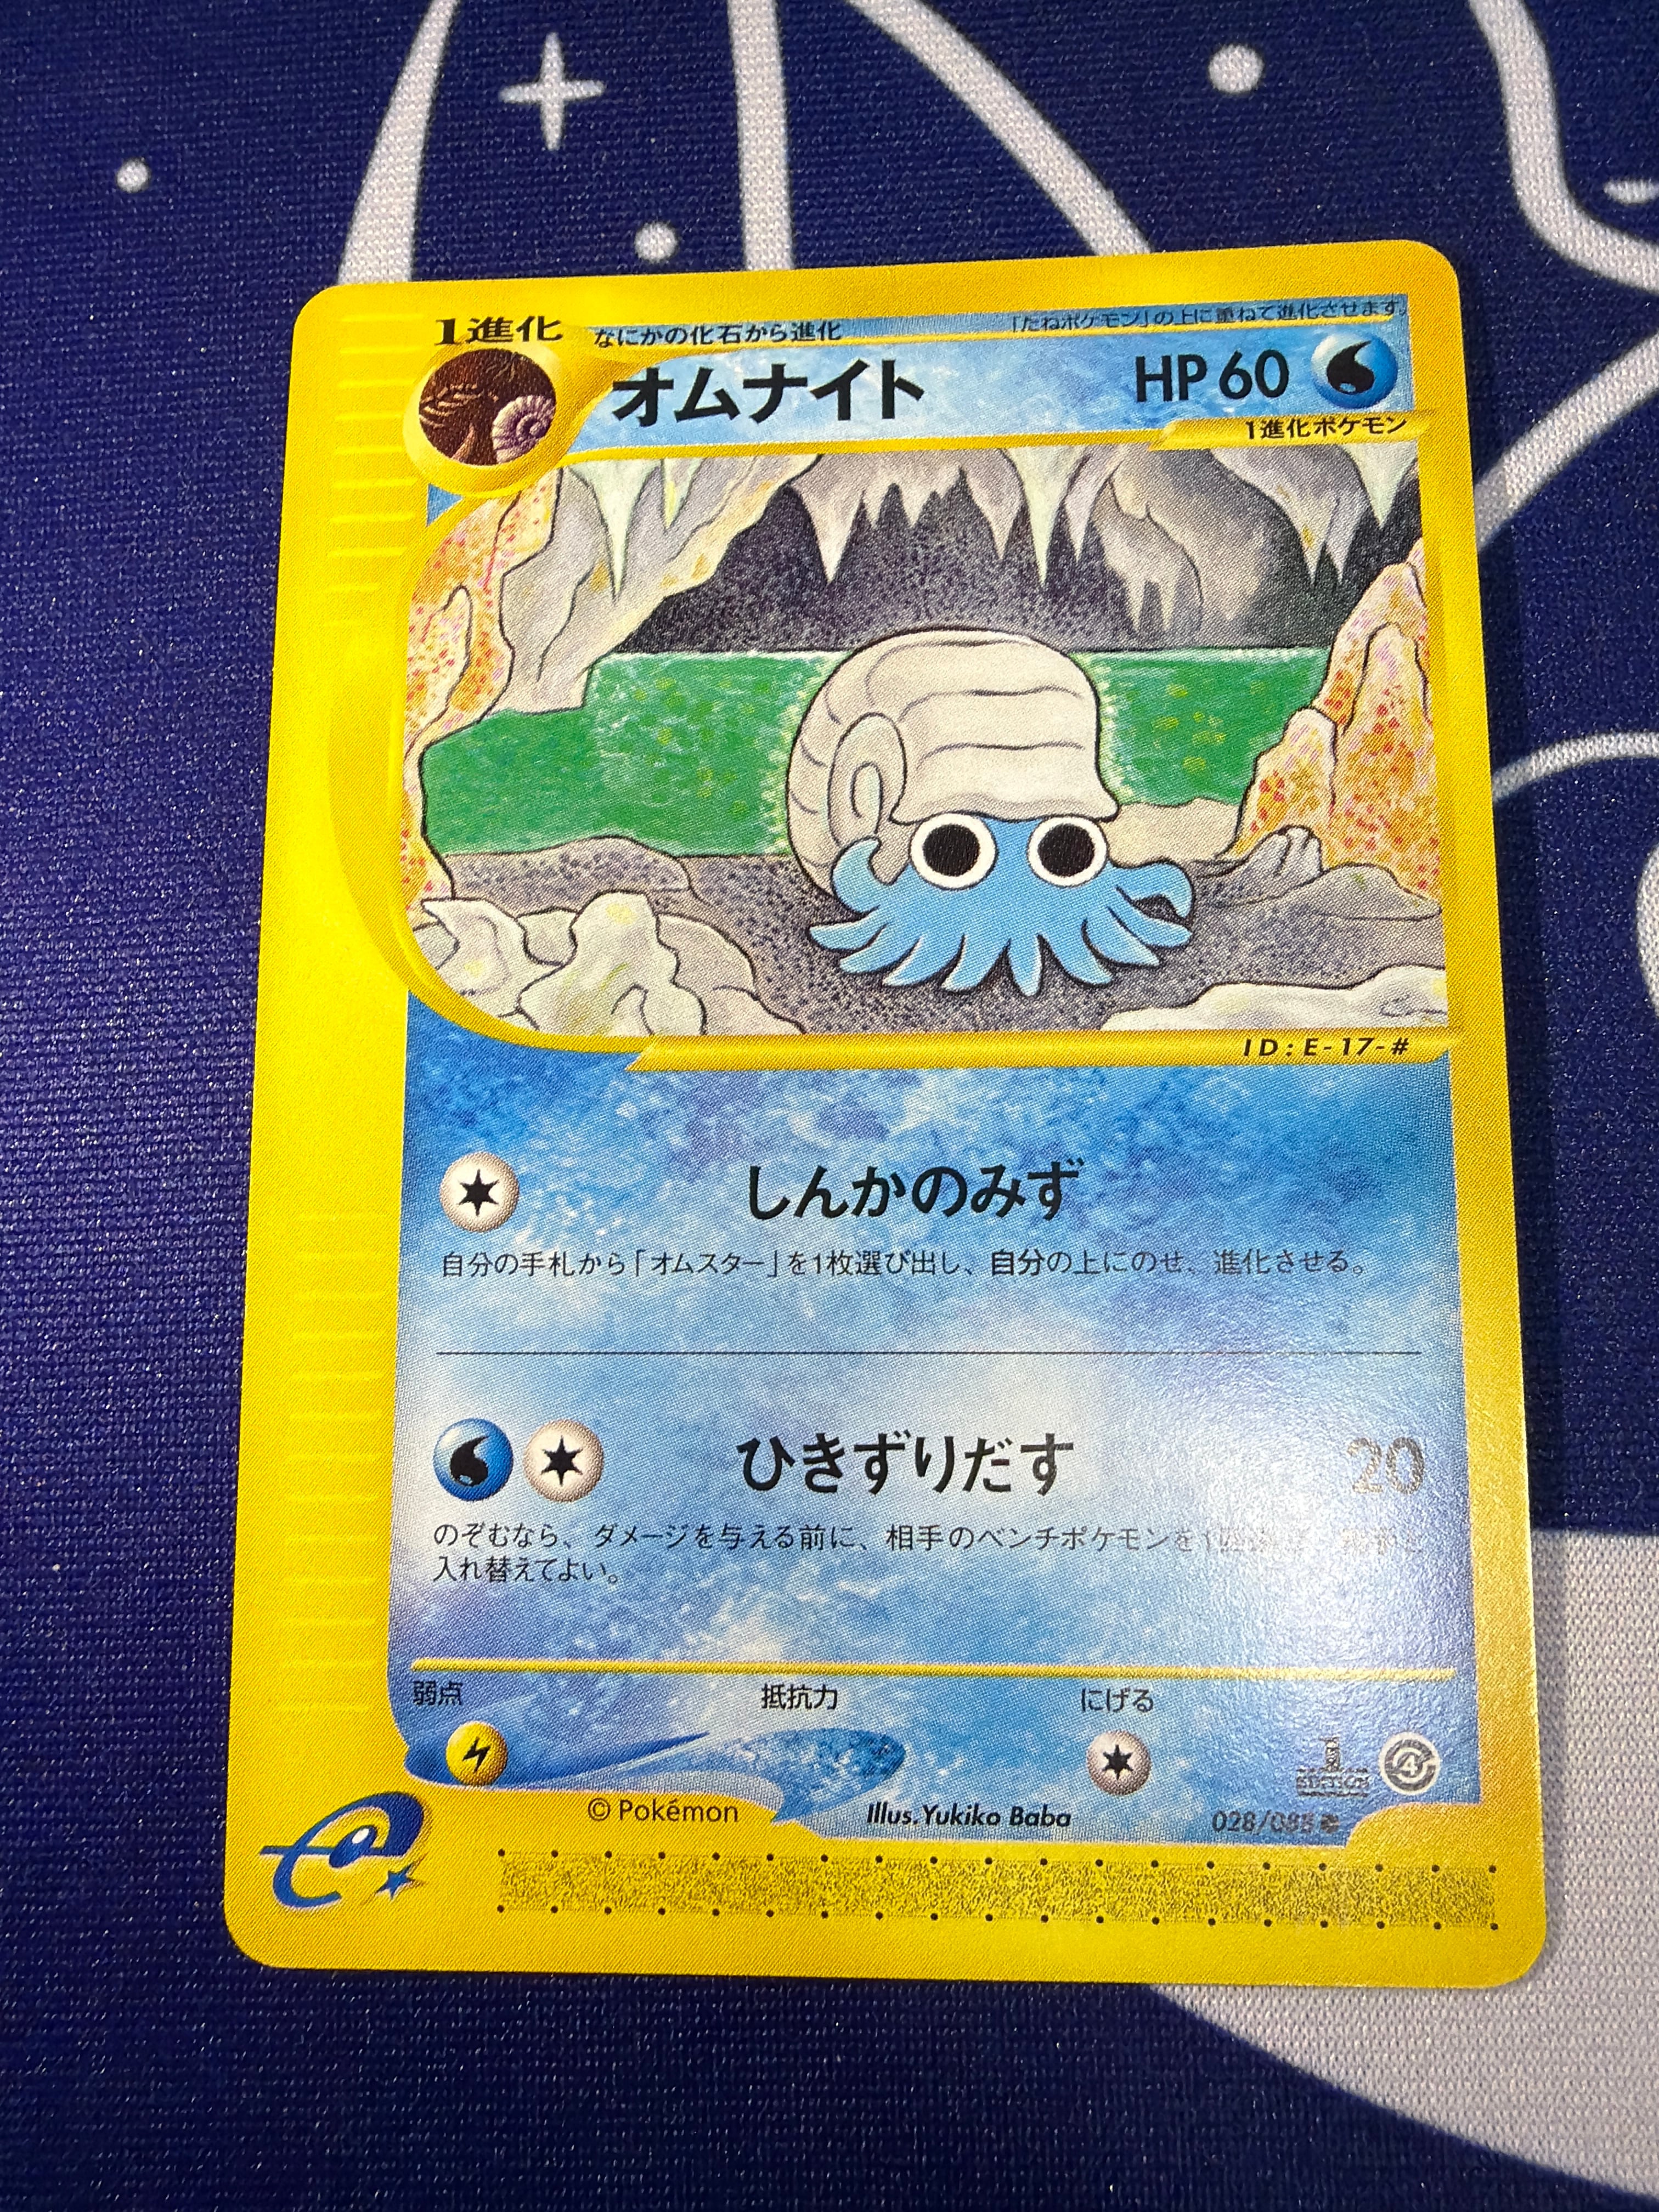 1進化 なにかの化石から進化 「たねポケモン」の上に重ねて進化させます。
オムナイト HP60
1進化ポケモン
ID:E-17-#
しんかのみず
自分の手札から「オムスター」を1枚選び出し、自分の上にのせ、進化させる。
ひきずりだす 20
のぞむなら、ダメージを与える前に、相手のベンチポケモンを1
入れ替えてよい。
弱点 抵抗力 にげる
1 EDITION 4
© Pokémon Illus.Yukiko Baba 028/088
e